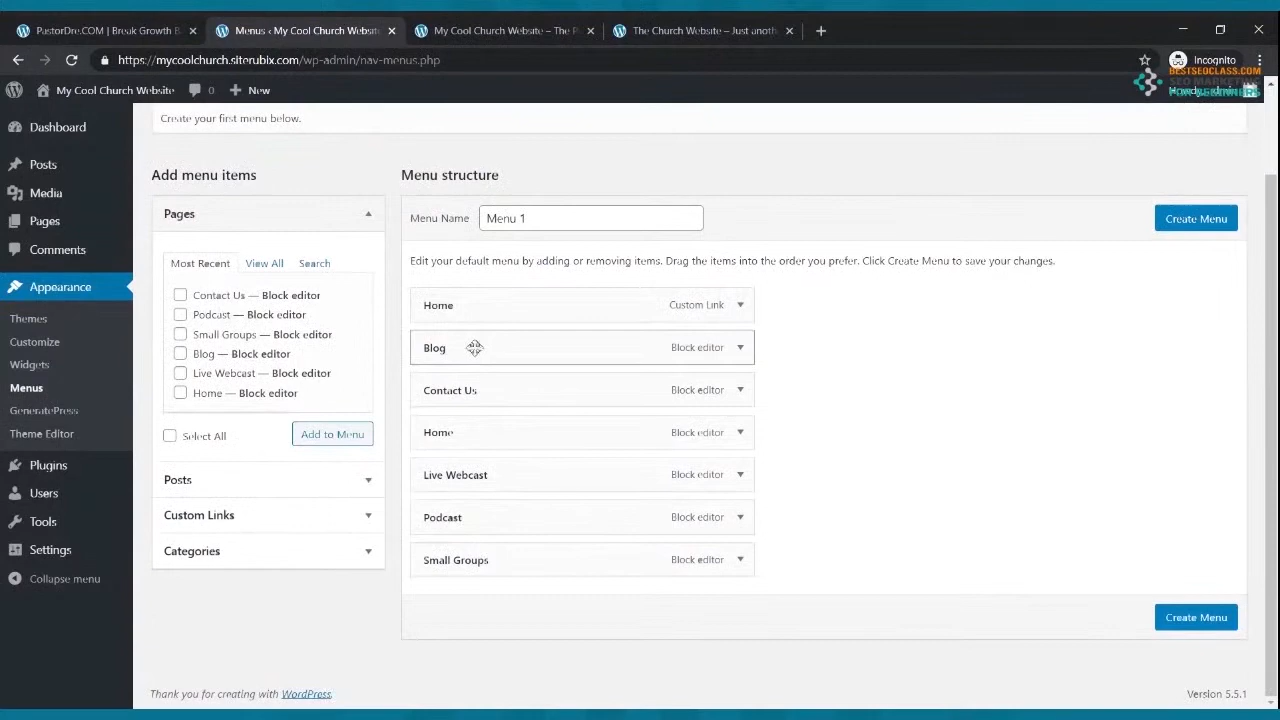 PastorDre.COM | Break Growth B
Menus ‹ My Cool Church Website
My Cool Church Website – The P
The Church Website – Just anoth
https://mycoolchurch.siterubix.com/wp-admin/nav-menus.php
Incognito
BESTSEOCLASS.COM
SEO MARKETING
FOR BEGINNERS
My Cool Church Website
0
New
Create your first menu below.
Dashboard
Posts
Media
Pages
Comments
Appearance
Themes
Customize
Widgets
Menus
GeneratePress
Theme Editor
Plugins
Users
Tools
Settings
Collapse menu
Add menu items
Pages
Most Recent View All Search
Contact Us — Block editor
Podcast — Block editor
Small Groups — Block editor
Blog — Block editor
Live Webcast — Block editor
Home — Block editor
Select All
Add to Menu
Posts
Custom Links
Categories
Menu structure
Menu Name Menu 1
Create Menu
Edit your default menu by adding or removing items. Drag the items into the order you prefer. Click Create Menu to save your changes.
Home Custom Link
Blog Block editor
Contact Us Block editor
Home Block editor
Live Webcast Block editor
Podcast Block editor
Small Groups Block editor
Create Menu
Thank you for creating with WordPress.
Version 5.5.1